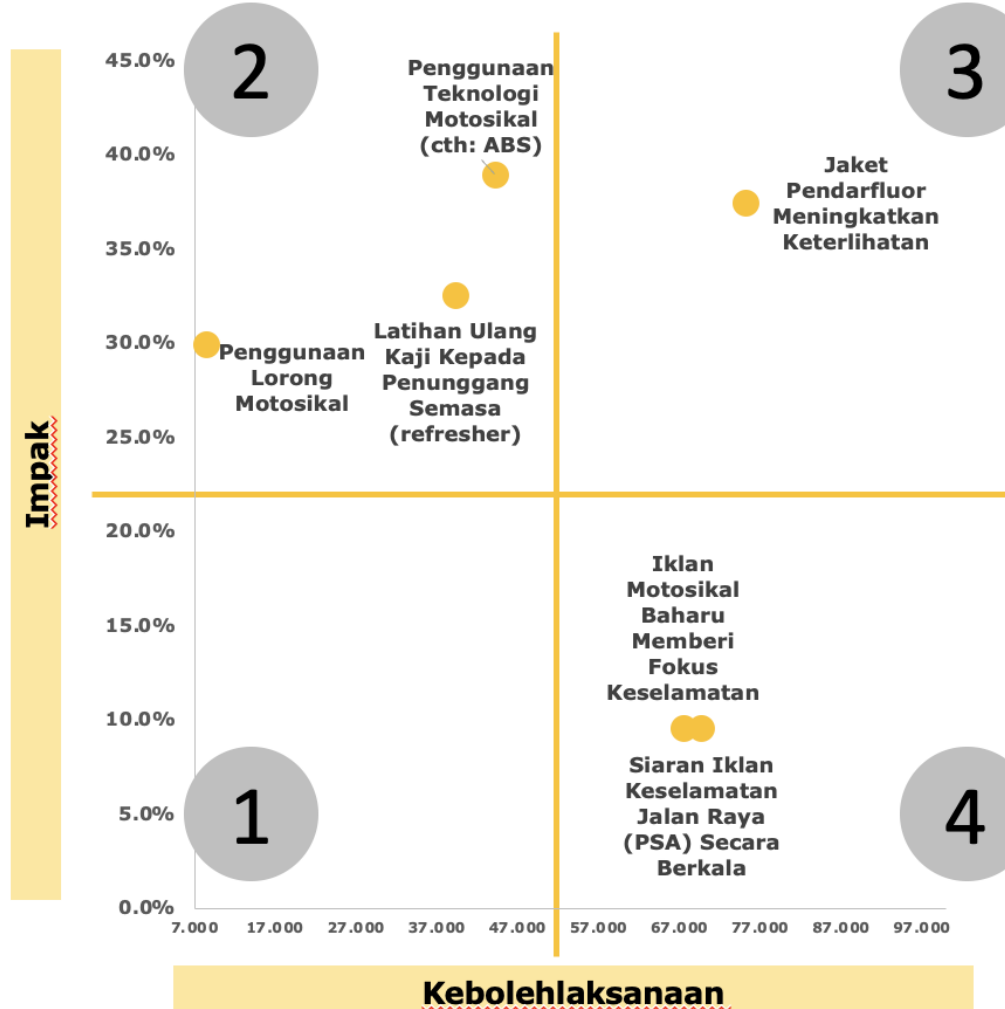 2
3
45.0%
40.0%
35.0%
30.0%
25.0%
20.0%
15.0%
10.0%
5.0%
0.0%
Impak
Penggunaan
Teknologi
Motosikal
(cth: ABS)
Jaket
Pendarfluor
Meningkatkan
Keterlihatan
Penggunaan
Lorong
Motosikal
Latihan Ulang
Kaji Kepada
Penunggang
Semasa
(refresher)
Iklan
Motosikal
Baharu
Memberi
Fokus
Keselamatan
Siaran Iklan
Keselamatan
Jalan Raya
(PSA) Secara
Berkala
1
4
7.000 17.000 27.000 37.000 47.000 57.000 67.000 77.000 87.000 97.000
Kebolehlaksanaan